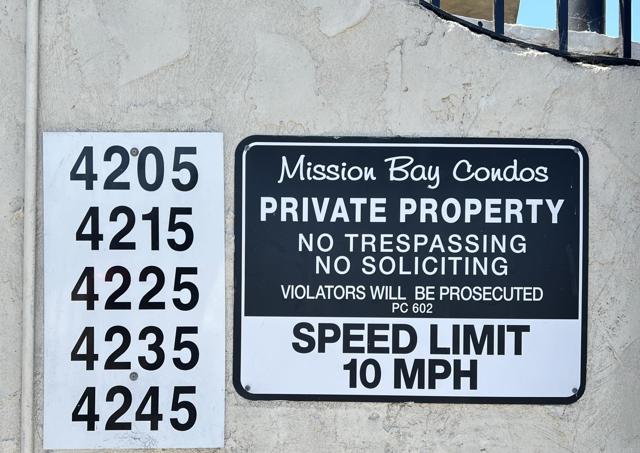 4205
4215
4225
4235
4245
Mission Bay Condos
PRIVATE PROPERTY
NO TRESPASSING
NO SOLICITING
VIOLATORS WILL BE PROSECUTED
PC 602
SPEED LIMIT
10 MPH